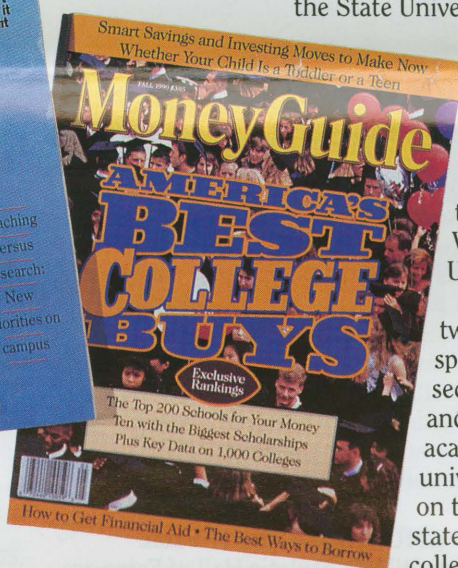 the State Unive
it
nt
Smart Savings and Investing Moves to Make Now
Whether Your Child Is a Toddler or a Teen
FALL 1990 $3.95
Money Guide
AMERICA'S
BEST
COLLEGE
BUYS
Exclusive
Rankings
The Top 200 Schools for Your Money
Ten with the Biggest Scholarships
Plus Key Data on 1,000 Colleges
How to Get Financial Aid • The Best Ways to Borrow
aching
ersus
search:
New
orities on
campus
t
V
U
tw
sp
sec
and
aca
univ
on t
state
colle